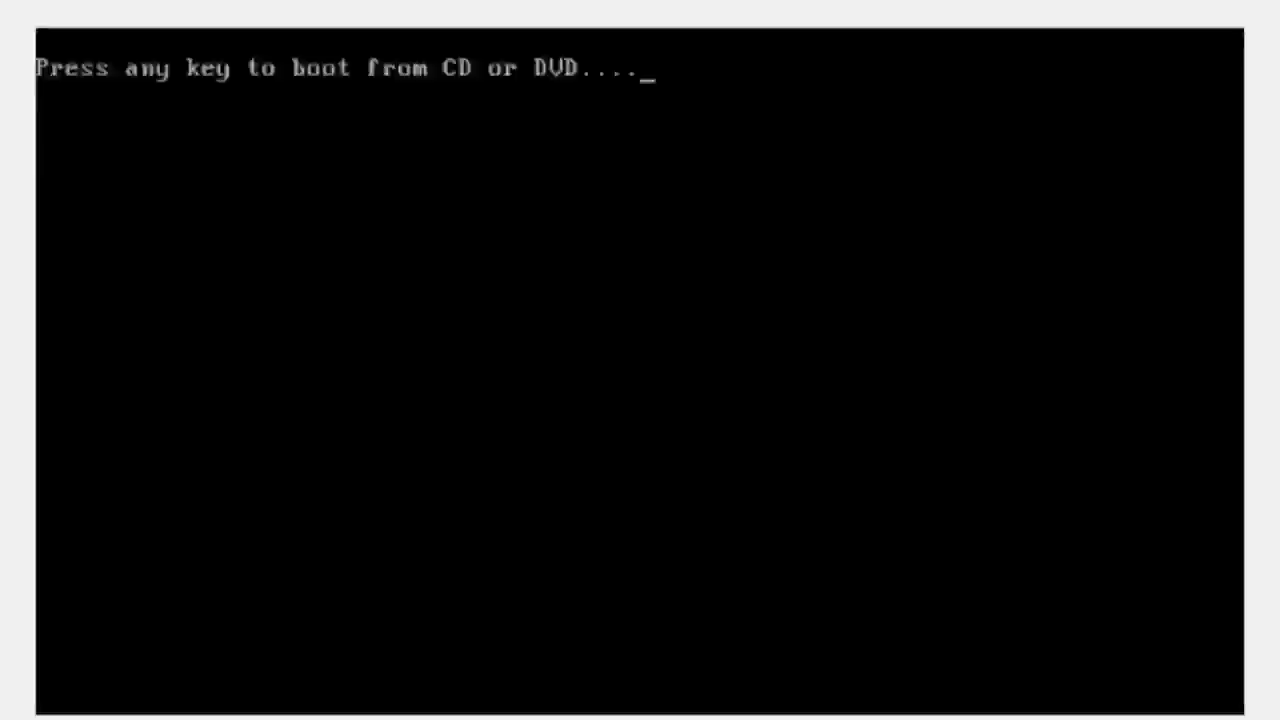 Press any key to boot from CD or DVD...._